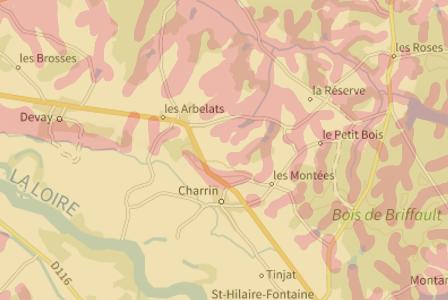 les Roses
les Brosses
la Réserve
les Arbelats
Devay
le Petit Bois
LA LOIRE
les Montées
Charrin
Bois de Briffault
D116
Tinjat
Montar
St-Hilaire-Fontaine